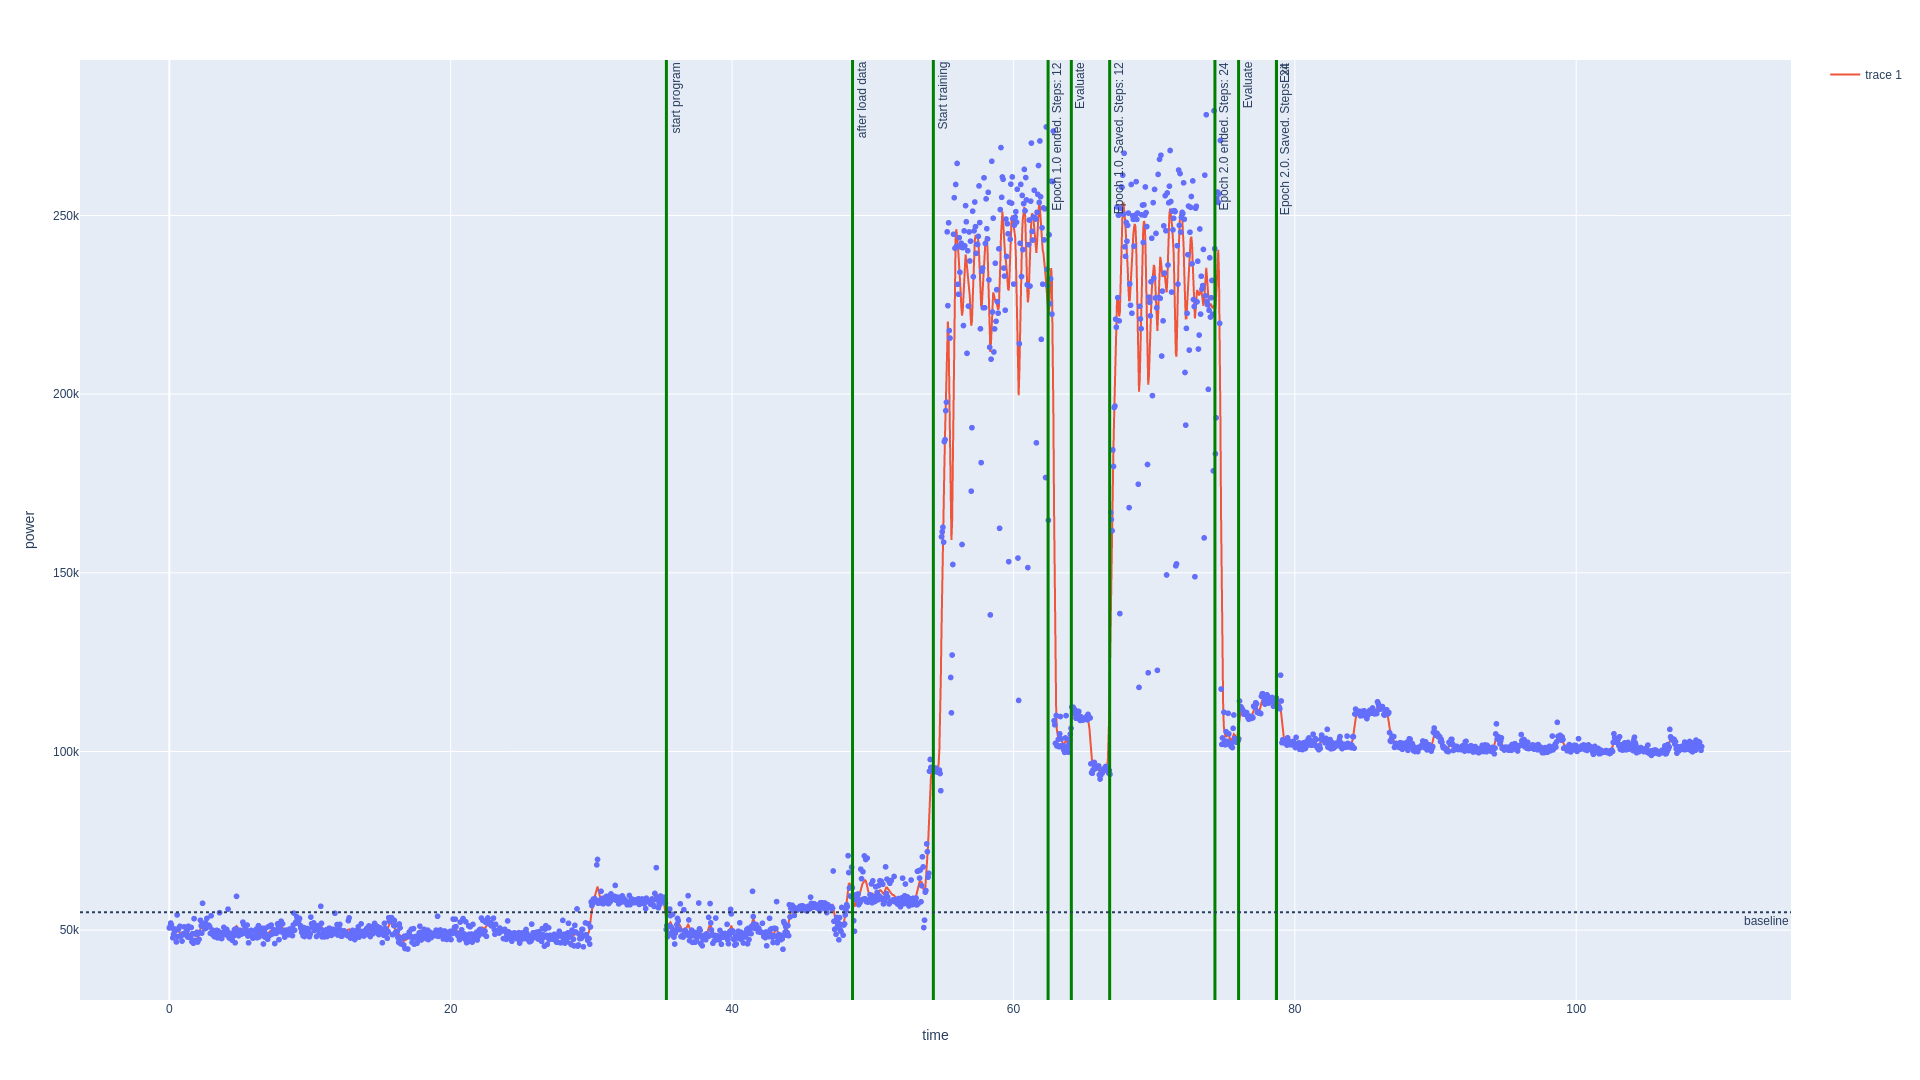 start program
after load data
Start training
Epoch 1.0 ended. Steps: 12
Evaluate
Epoch 1.0. Saved. Steps: 12
Epoch 2.0 ended. Steps: 24
Evaluate
Epoch 2.0. Saved. Steps: 24
Exit
trace 1
250k
200k
150k
100k
50k
power
baseline
0
20
40
60
80
100
time